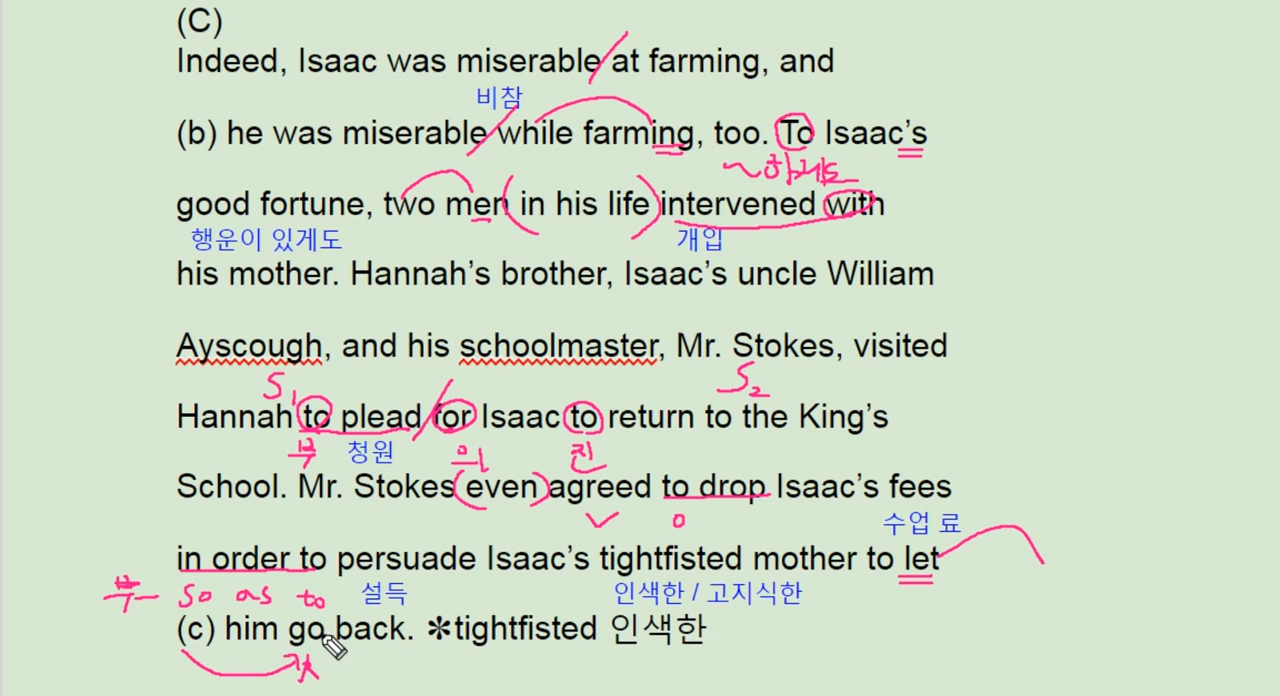 (C)
Indeed, Isaac was miserable at farming, and
비참
(b) he was miserable while farming, too. To Isaac's
~하게도
good fortune, two men in his life intervened with
행운이 있게도 개입
his mother. Hannah's brother, Isaac's uncle William
Ayscough, and his schoolmaster, Mr. Stokes, visited
S1 S2
Hannah to plead for Isaac to return to the King's
부 청원 의 진
School. Mr. Stokes (even) agreed to drop Isaac's fees
수업 료
in order to persuade Isaac's tightfisted mother to let
부 so as to 설득 인색한 / 고지식한
(c) him go back. ✻tightfisted 인색한